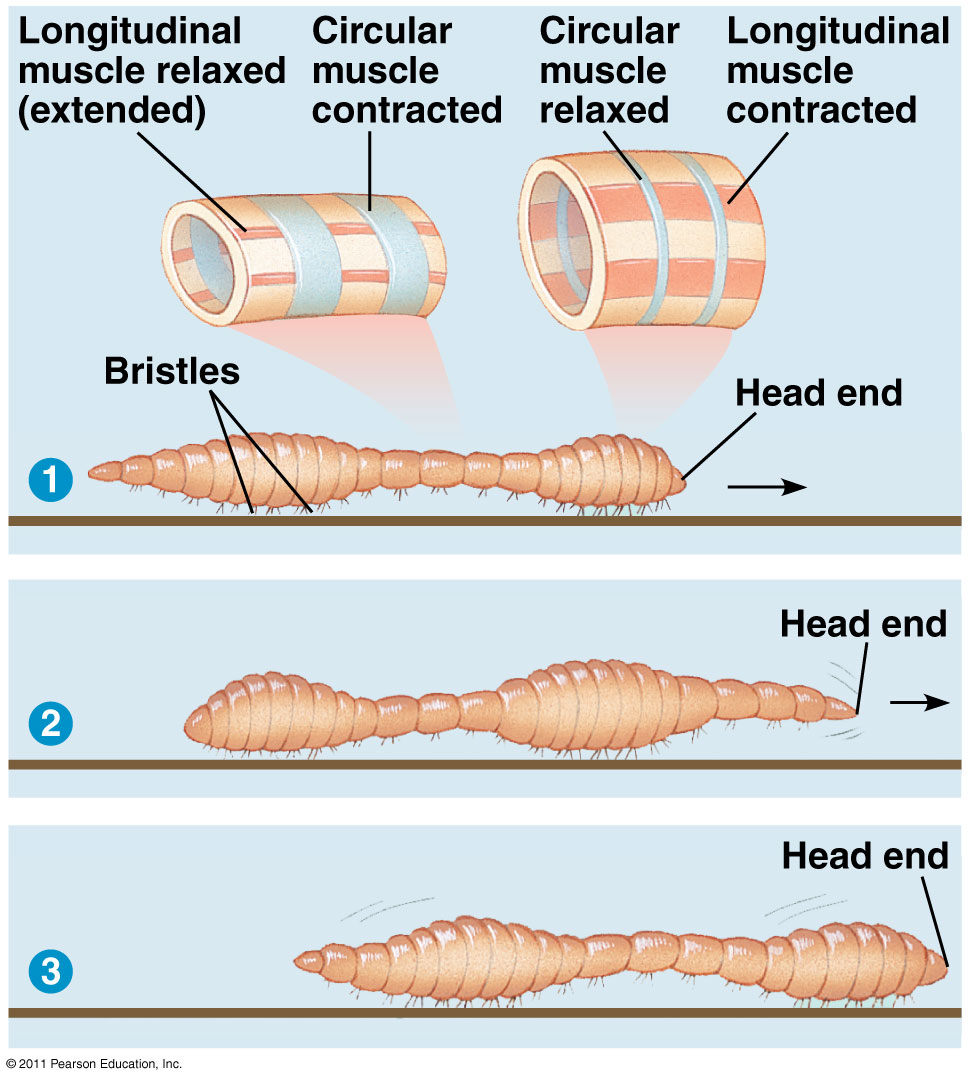 Longitudinal
muscle relaxed
(extended)
Circular
muscle
contracted
Circular
muscle
relaxed
Longitudinal
muscle
contracted
Bristles
Head end
1
Head end
2
Head end
3
© 2011 Pearson Education, Inc.